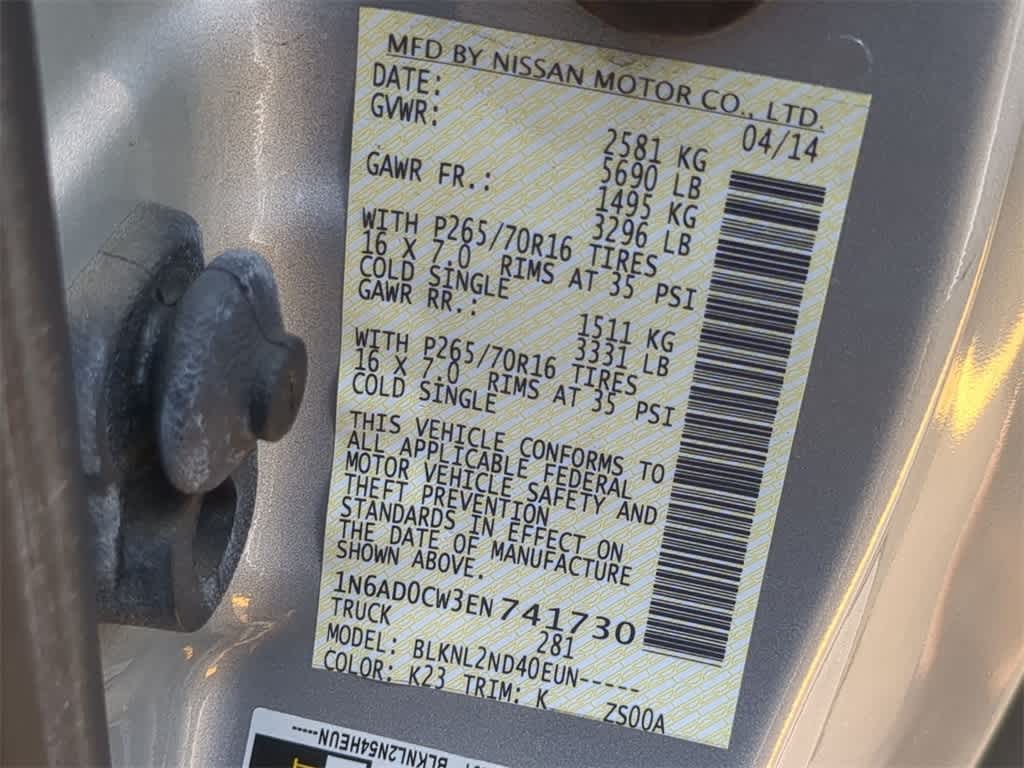 MFD BY NISSAN MOTOR CO., LTD.
DATE: 04/14
GVWR: 2581 KG
5690 LB
GAWR FR.: 1495 KG
3296 LB
WITH P265/70R16 TIRES
16 X 7.0 RIMS AT 35 PSI
COLD SINGLE
GAWR RR.: 1511 KG
3331 LB
WITH P265/70R16 TIRES
16 X 7.0 RIMS AT 35 PSI
COLD SINGLE
THIS VEHICLE CONFORMS TO
ALL APPLICABLE FEDERAL
MOTOR VEHICLE SAFETY AND
THEFT PREVENTION
STANDARDS IN EFFECT ON
THE DATE OF MANUFACTURE
SHOWN ABOVE.
1N6AD0CW3EN741730
TRUCK 281
MODEL: BLKNL2ND40EUN-----
COLOR: K23 TRIM: K ZS00A
BLKNL2N54HEUN-----